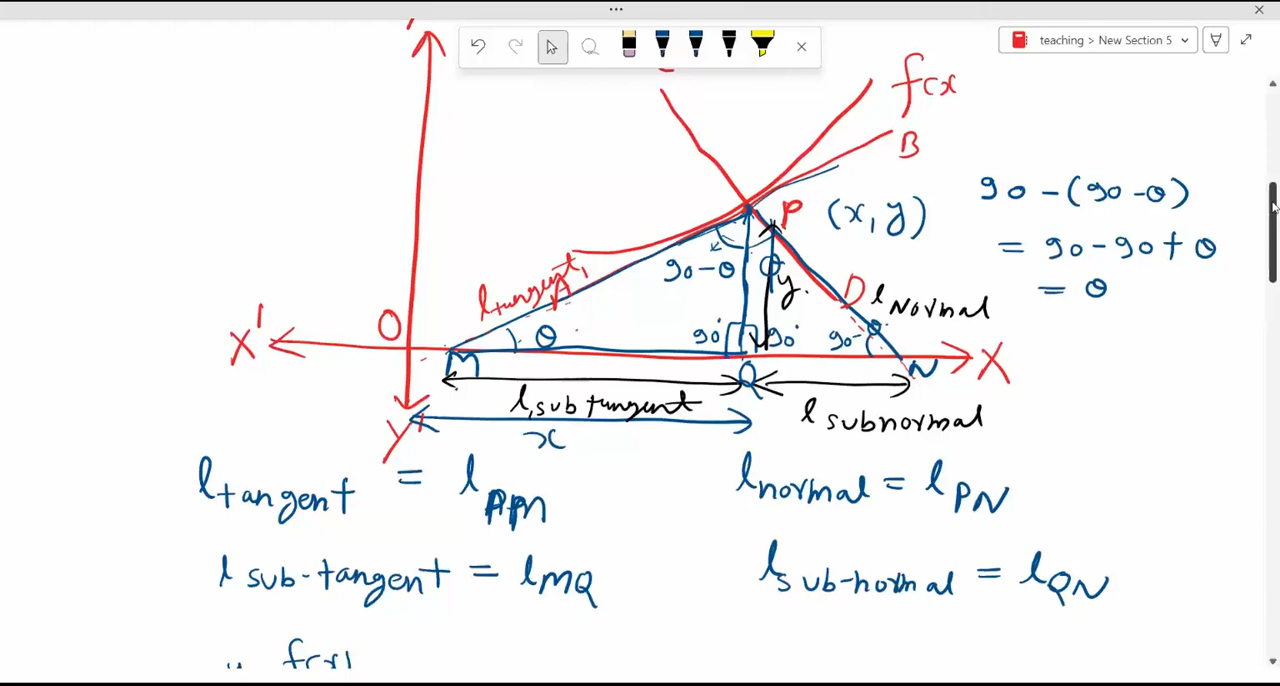 teaching > New Section 5
f(x
B
P
(x, y)
90 - (90 - θ)
= 90 - 90 + θ
= θ
l tangent,
A
90 - θ
θ
y.
D
l Normal
O
X'
M
θ
90°
90°
90 - θ
N
X
Q
l, sub tangent
l subnormal
y'
x
l tangent = l PM
l normal = l PN
l sub-tangent = l MQ
l sub-normal = l QN